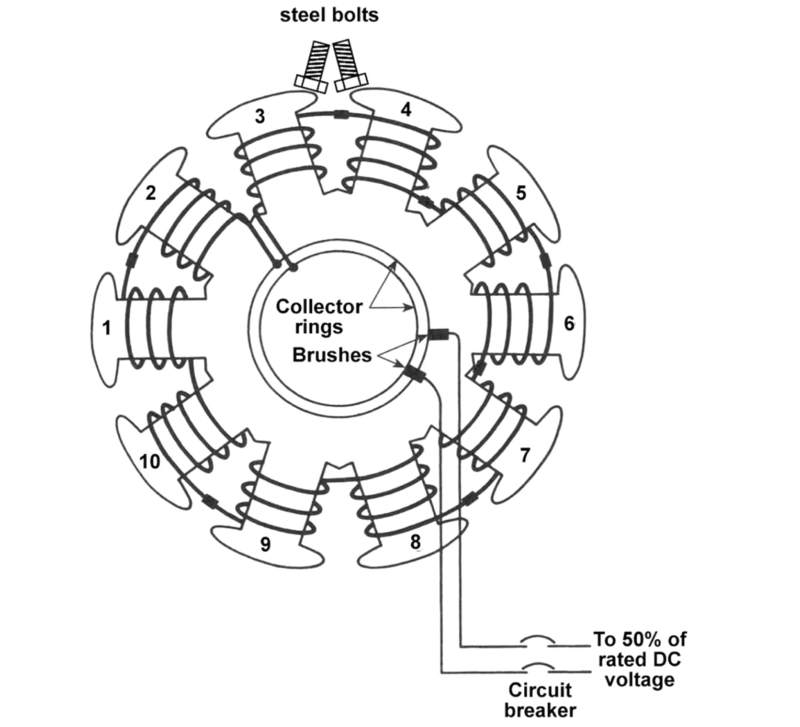 steel bolts
3
4
2
5
1
6
Collector
rings
Brushes
10
7
9
8
To 50% of
rated DC
voltage
Circuit
breaker